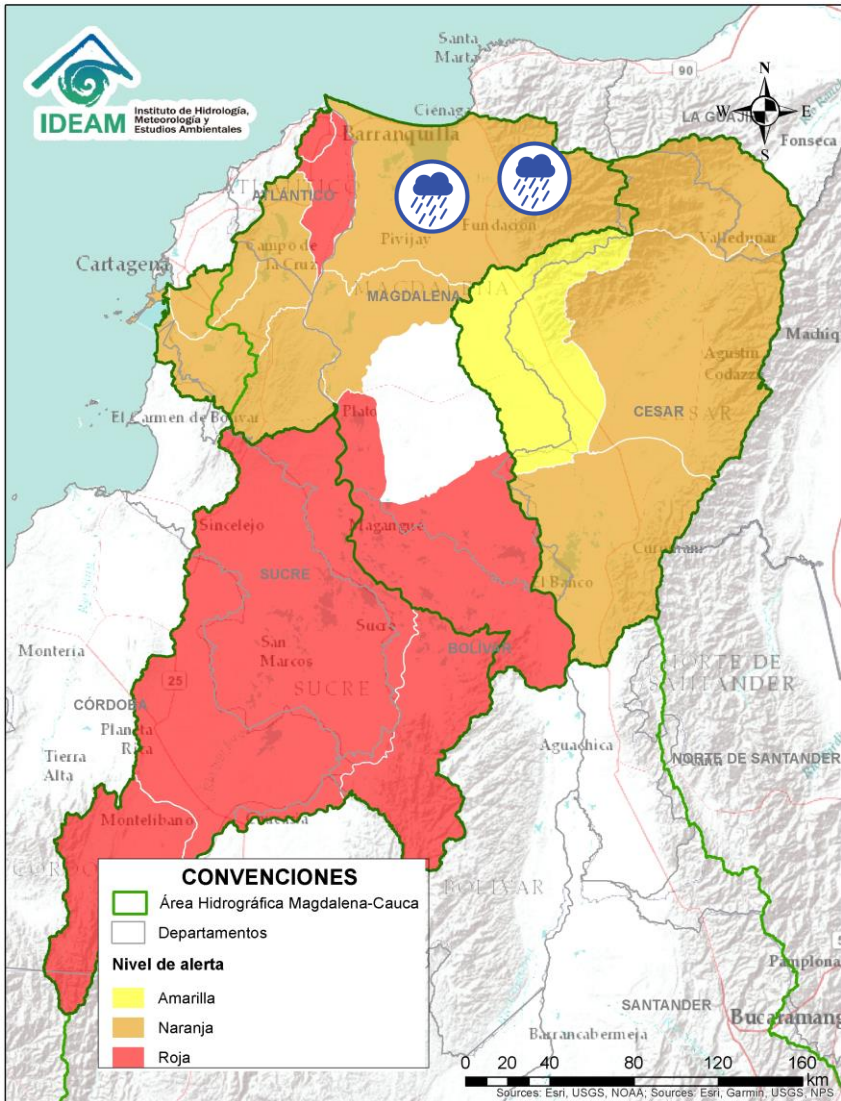 IDEAM
Instituto de Hidrología,
Meteorología y
Estudios Ambientales
Santa
Marta
90
N
W
E
S
LA GUAJI
Fonseca
Ciénaga
Barranquilla
ATLÁNTICO
Fundación
Valledupar
Campo de
la Cruz
Pivijay
Cartagena
MAGDALENA
Agustín
Codazzi
CESAR
El Carmen de Bolívar
Plato
Sincelejo
Magangué
SUCRE
El Banco
Sucre
San
Marcos
SUCRE
BOLÍVAR
Montería
25
CÓRDOBA
Planeta
Rica
Tierra
Alta
Aguachica
NORTE DE
SANTANDER
NORTE DE SANTANDER
Montelíbano
BOLÍVAR
CONVENCIONES
Área Hidrográfica Magdalena-Cauca
Departamentos
Nivel de alerta
Amarilla
Naranja
Roja
Pamplona
SANTANDER
Bucaramang
Barrancabermeja
0 20 40 80 120 160
km
Sources: Esri, USGS, NOAA; Sources: Esri, Garmin, USGS, NPS